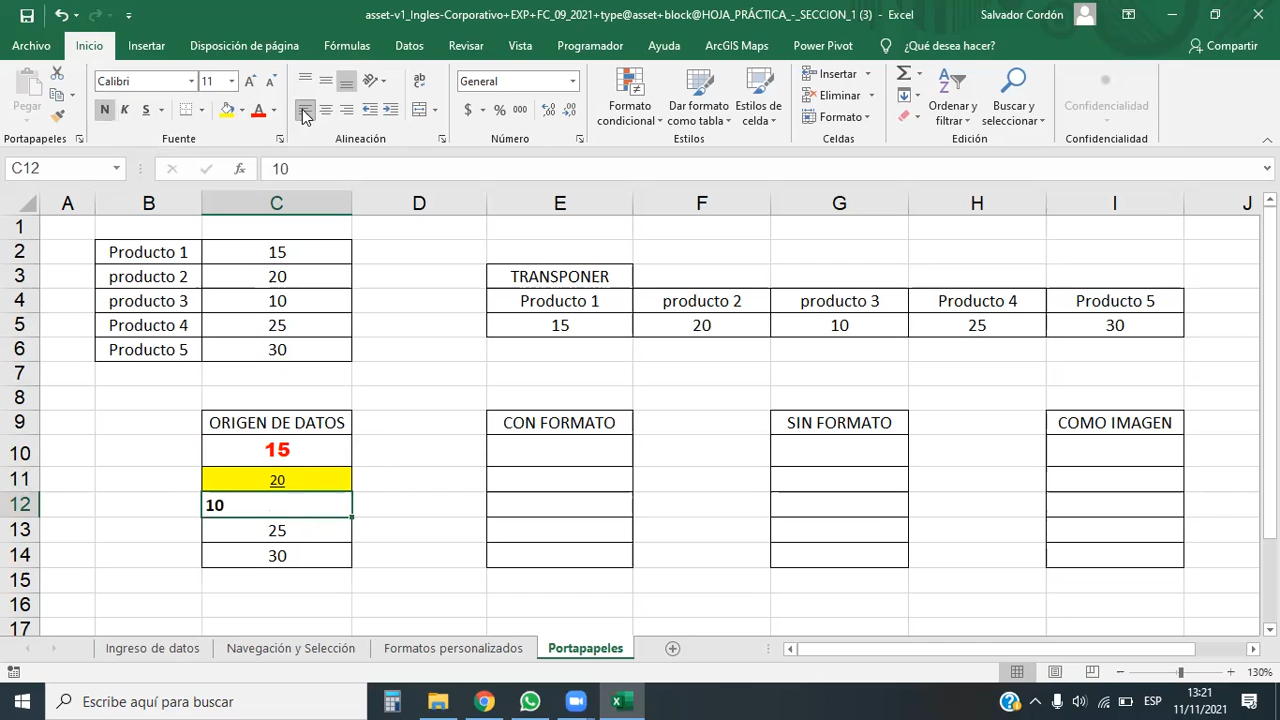 asset-v1_Ingles-Corporativo+EXP+FC_09_2021+type@asset+block@HOJA_PRÁCTICA_-_SECCION_1 (3) - Excel
Salvador Cordón
Archivo Inicio Insertar Disposición de página Fórmulas Datos Revisar Vista Programador Ayuda ArcGIS Maps Power Pivot ¿Qué desea hacer? Compartir
Pegar
Calibri 11
N K S
ab
General
$ % 000
Formato condicional
Dar formato como tabla
Estilos de celda
Insertar
Eliminar
Formato
Ordenar y filtrar
Buscar y seleccionar
Confidencialidad
Portapapeles Fuente Alineación Número Estilos Celdas Edición Confidencialidad
C12 fx 10
A B C D E F G H I J
1
2 Producto 1 15
3 producto 2 20 TRANSPONER
4 producto 3 10 Producto 1 producto 2 producto 3 Producto 4 Producto 5
5 Producto 4 25 15 20 10 25 30
6 Producto 5 30
7
8
9 ORIGEN DE DATOS CON FORMATO SIN FORMATO COMO IMAGEN
10 15
11 20
12 10
13 25
14 30
15
16
17
Ingreso de datos Navegación y Selección Formatos personalizados Portapapeles
130%
Escribe aquí para buscar
ESP
13:21
11/11/2021